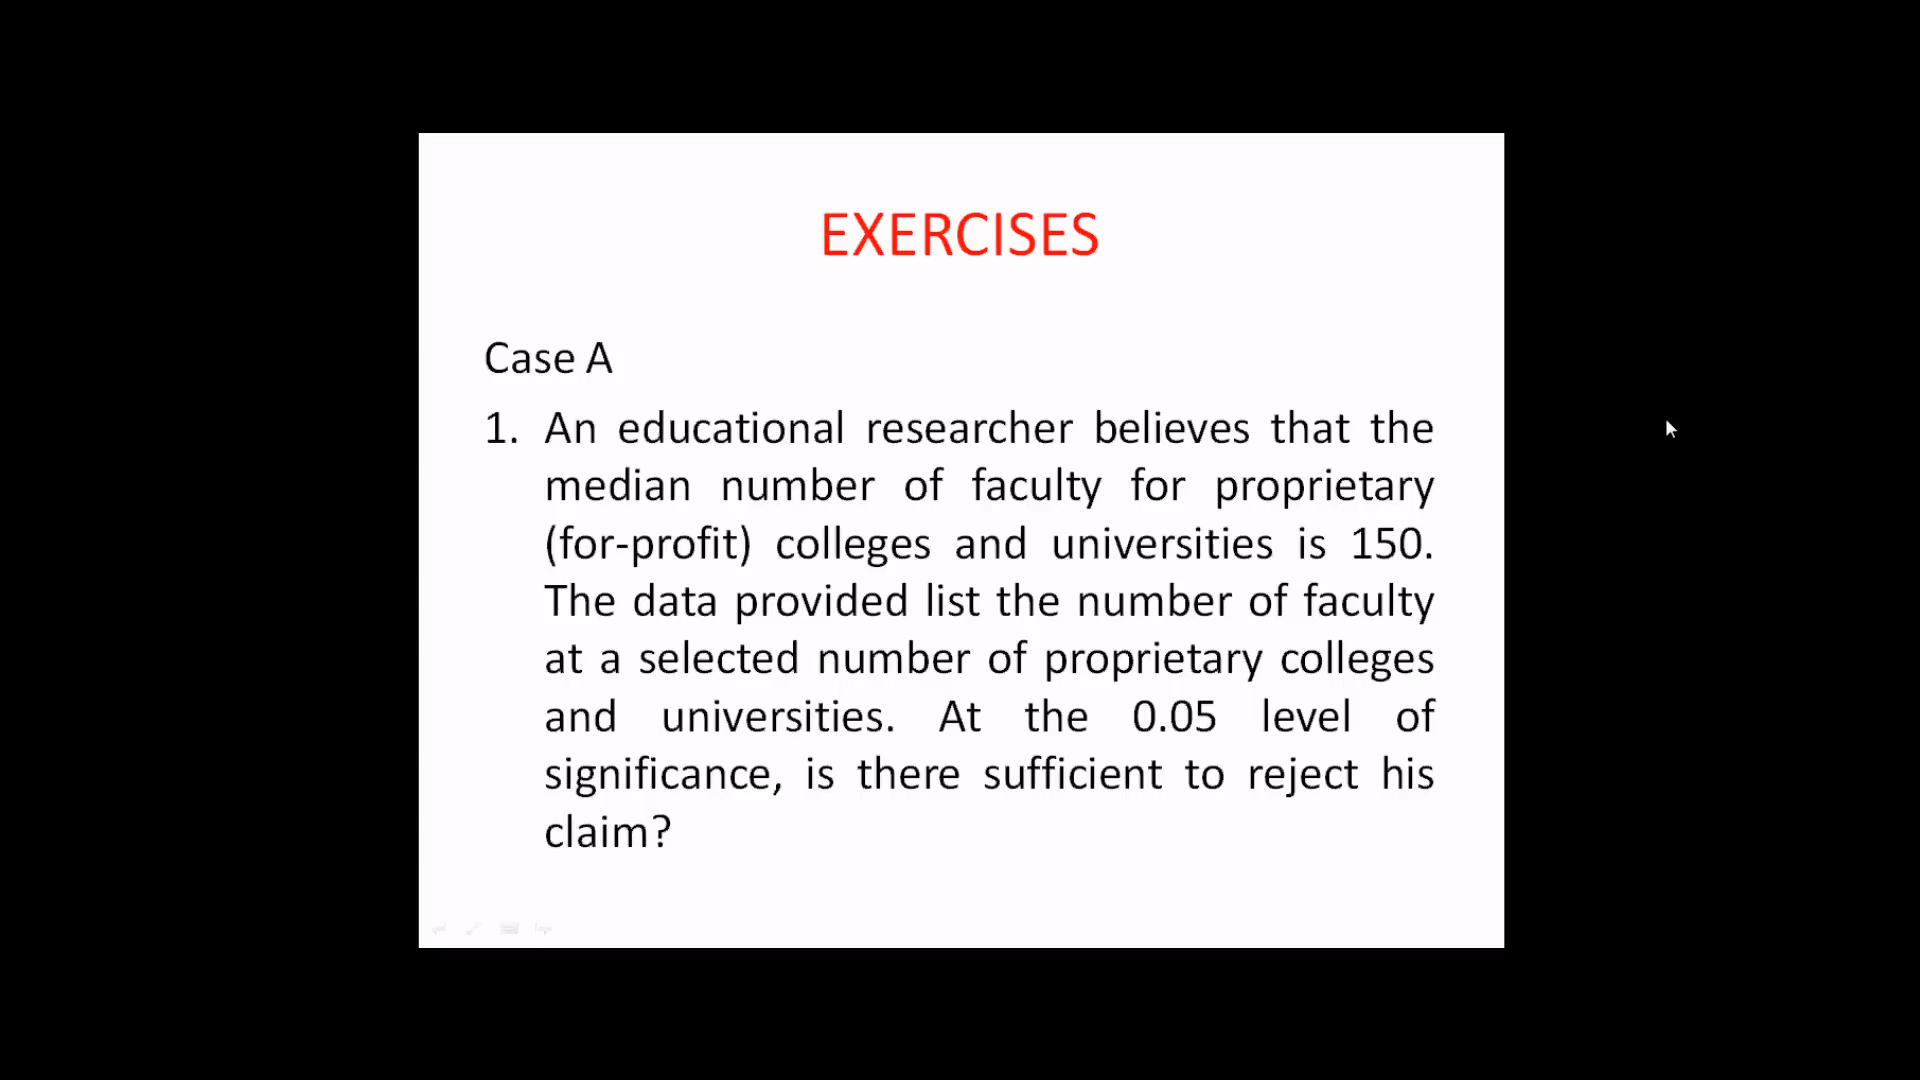 EXERCISES
Case A
1. An educational researcher believes that the
median number of faculty for proprietary
(for-profit) colleges and universities is 150.
The data provided list the number of faculty
at a selected number of proprietary colleges
and universities. At the 0.05 level of
significance, is there sufficient to reject his
claim?